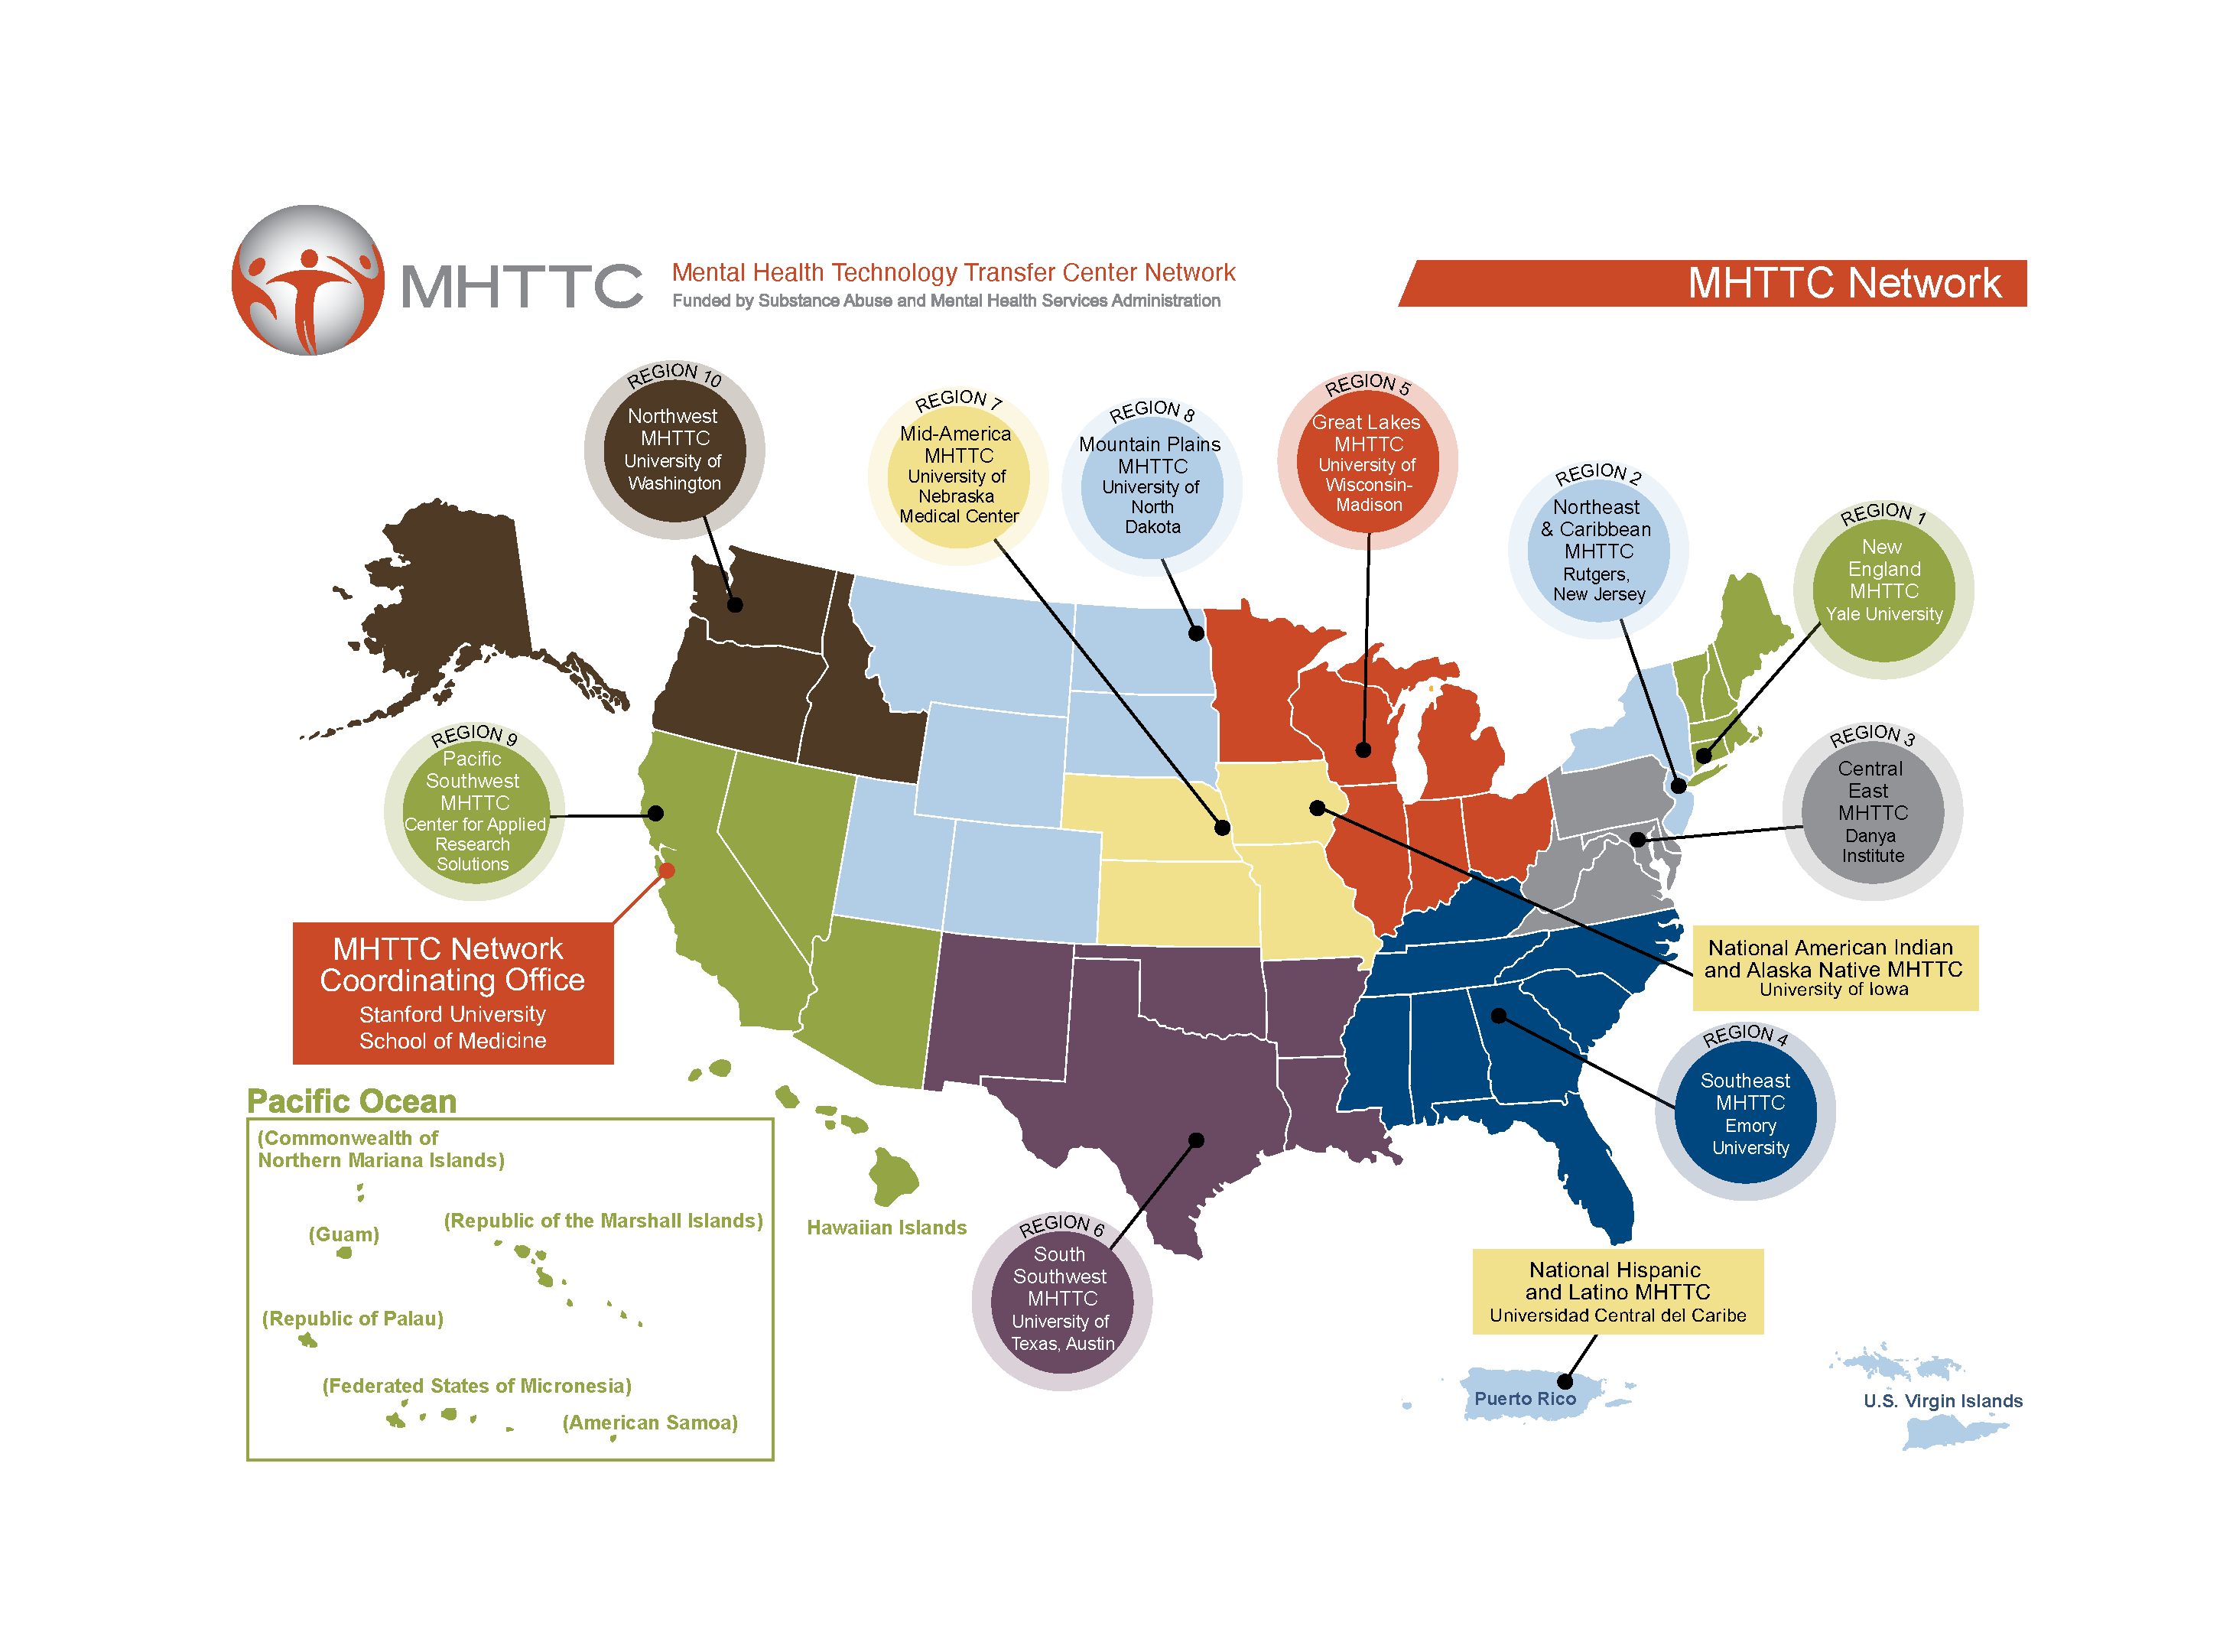 MHTTC
Mental Health Technology Transfer Center Network
Funded by Substance Abuse and Mental Health Services Administration
MHTTC Network
REGION 10
Northwest
MHTTC
University of
Washington
REGION 7
Mid-America
MHTTC
University of
Nebraska
Medical Center
REGION 8
Mountain Plains
MHTTC
University of
North
Dakota
REGION 5
Great Lakes
MHTTC
University of
Wisconsin-
Madison
REGION 2
Northeast
& Caribbean
MHTTC
Rutgers,
New Jersey
REGION 1
New
England
MHTTC
Yale University
REGION 9
Pacific
Southwest
MHTTC
Center for Applied
Research
Solutions
REGION 3
Central
East
MHTTC
Danya
Institute
MHTTC Network
Coordinating Office
Stanford University
School of Medicine
National American Indian
and Alaska Native MHTTC
University of Iowa
REGION 4
Southeast
MHTTC
Emory
University
Pacific Ocean
(Commonwealth of
Northern Mariana Islands)
(Guam)
(Republic of the Marshall Islands)
(Republic of Palau)
(Federated States of Micronesia)
(American Samoa)
Hawaiian Islands
REGION 6
South
Southwest
MHTTC
University of
Texas, Austin
National Hispanic
and Latino MHTTC
Universidad Central del Caribe
Puerto Rico
U.S. Virgin Islands